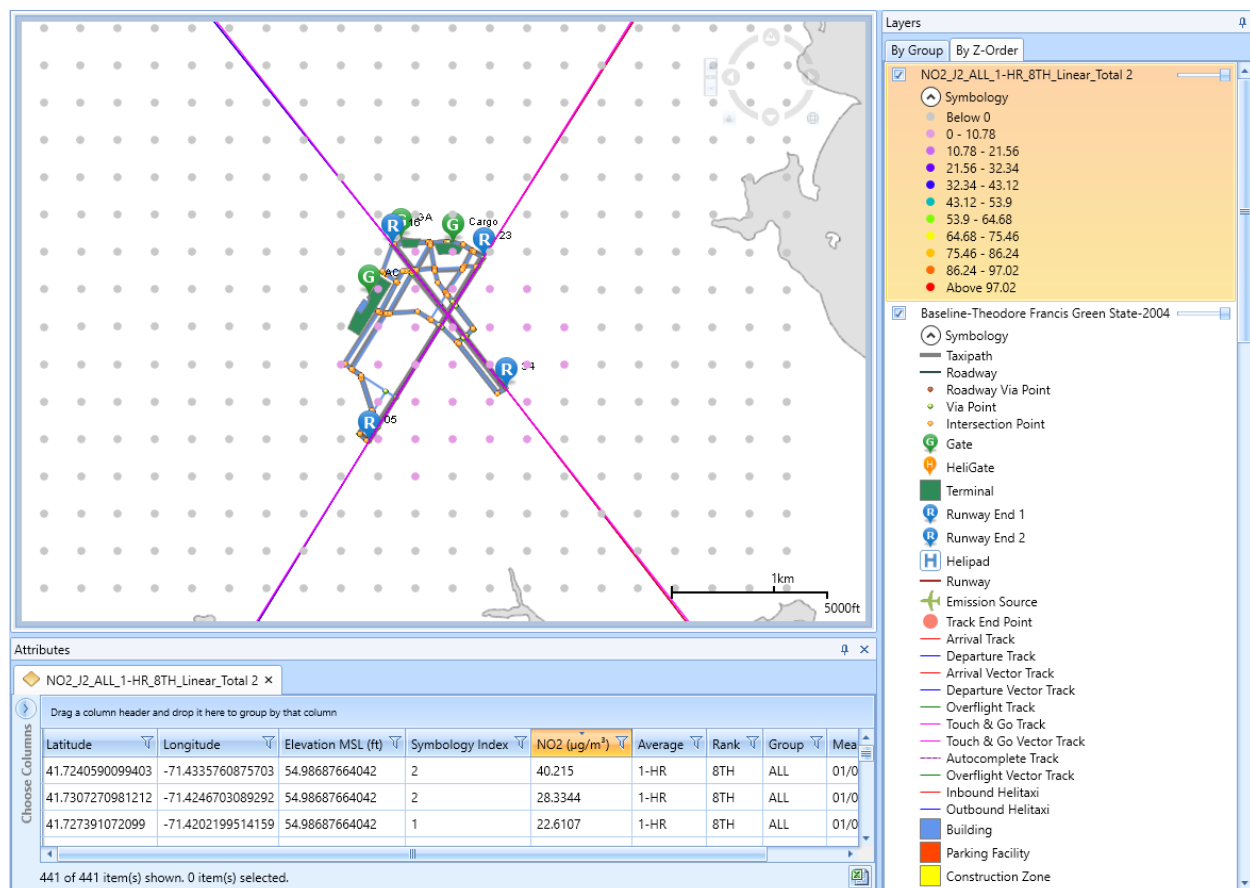 16
GA
Cargo
23
AC
34
05
1km
5000ft
Layers
By Group
By Z-Order
NO2_J2_ALL_1-HR_8TH_Linear_Total 2
Symbology
Below 0
0 - 10.78
10.78 - 21.56
21.56 - 32.34
32.34 - 43.12
43.12 - 53.9
53.9 - 64.68
64.68 - 75.46
75.46 - 86.24
86.24 - 97.02
Above 97.02
Baseline-Theodore Francis Green State-2004
Symbology
Taxipath
Roadway
Roadway Via Point
Via Point
Intersection Point
G Gate
H HeliGate
Terminal
R Runway End 1
R Runway End 2
H Helipad
Runway
Emission Source
Track End Point
Arrival Track
Departure Track
Arrival Vector Track
Departure Vector Track
Overflight Track
Touch & Go Track
Touch & Go Vector Track
Autocomplete Track
Overflight Vector Track
Inbound Helitaxi
Outbound Helitaxi
Building
Parking Facility
Construction Zone
Attributes
NO2_J2_ALL_1-HR_8TH_Linear_Total 2
Choose Columns
Drag a column header and drop it here to group by that column
Latitude Longitude Elevation MSL (ft) Symbology Index NO2 (µg/m³) Average Rank Group Mea
41.7240590099403 -71.4335760875703 54.98687664042 2 40.215 1-HR 8TH ALL 01/0
41.7307270981212 -71.4246703089292 54.98687664042 2 28.3344 1-HR 8TH ALL 01/0
41.727391072099 -71.4202199514159 54.98687664042 1 22.6107 1-HR 8TH ALL 01/0
441 of 441 item(s) shown. 0 item(s) selected.